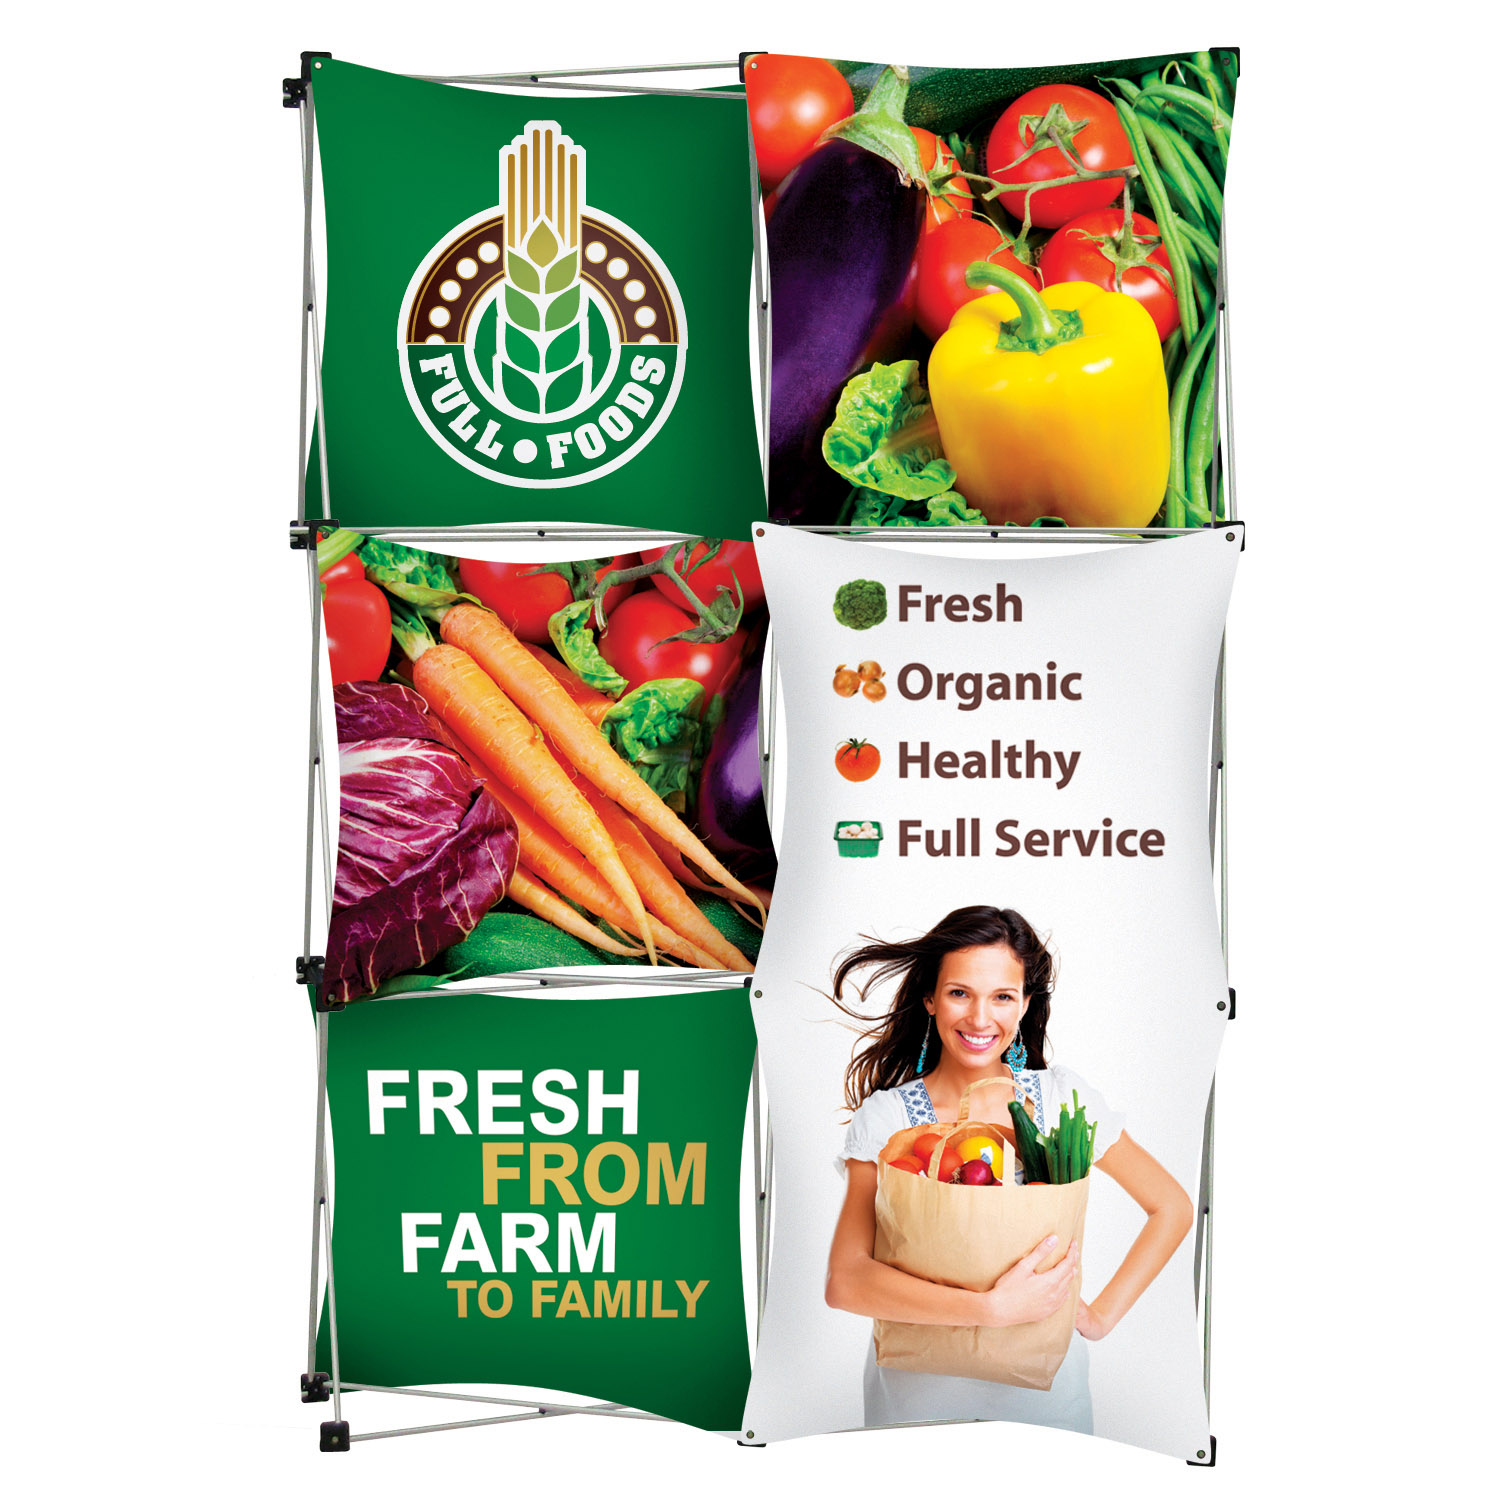 FULL • FOODS
Fresh
Organic
Healthy
Full Service
FRESH
FROM
FARM
TO FAMILY